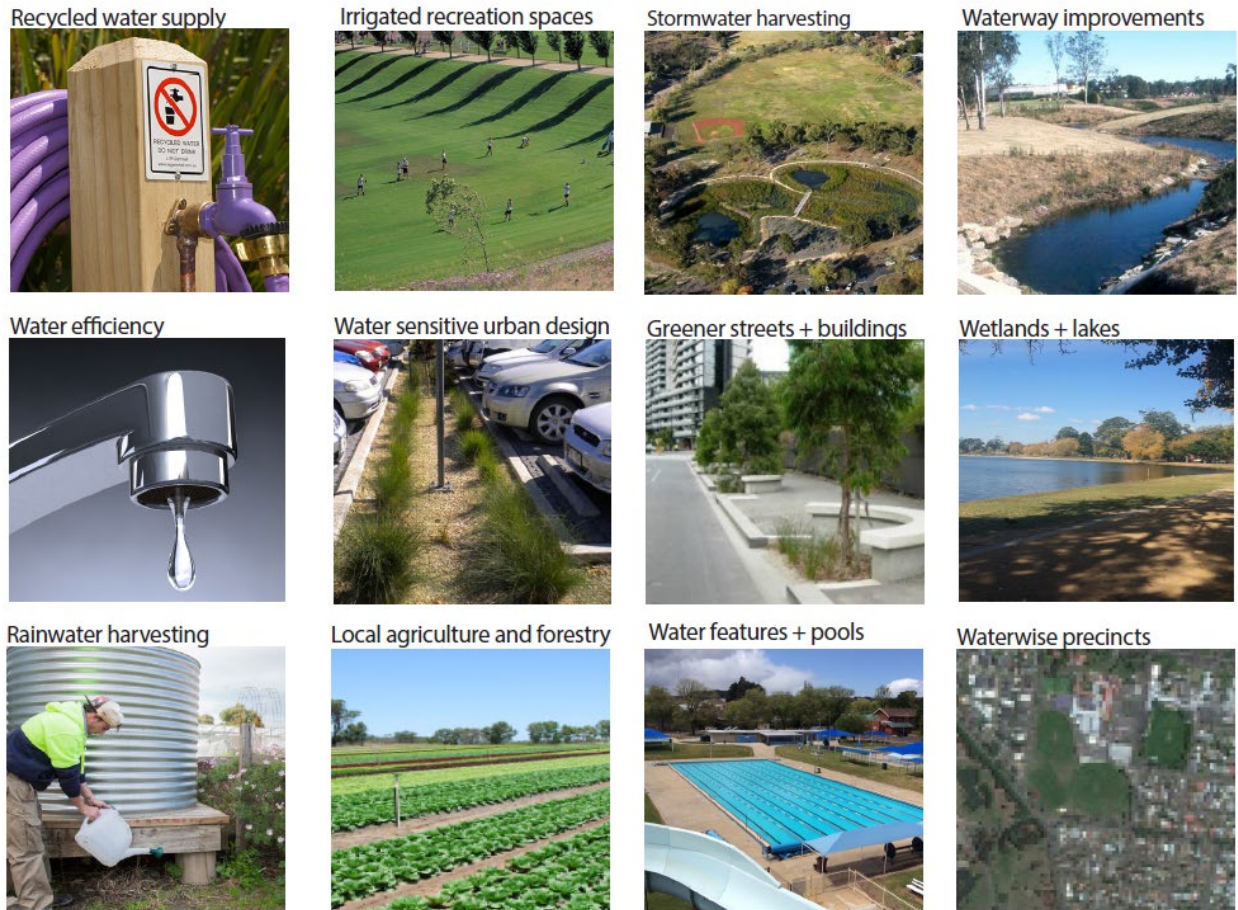 Recycled water supply
Irrigated recreation spaces
Stormwater harvesting
Waterway improvements
RECYCLED WATER
DO NOT DRINK
Water efficiency
Water sensitive urban design
Greener streets + buildings
Wetlands + lakes
Rainwater harvesting
Local agriculture and forestry
Water features + pools
Waterwise precincts